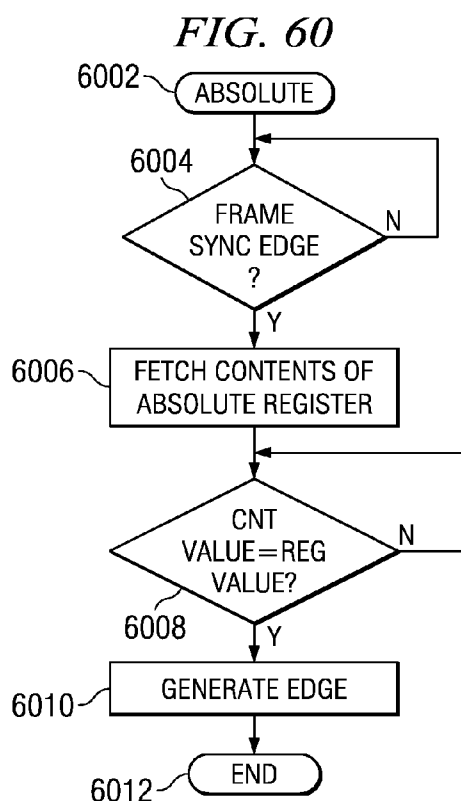 FIG. 60
6002
ABSOLUTE
6004
FRAME
SYNC EDGE
?
N
Y
6006
FETCH CONTENTS OF
ABSOLUTE REGISTER
CNT
VALUE=REG
VALUE?
N
6008
Y
6010
GENERATE EDGE
6012
END